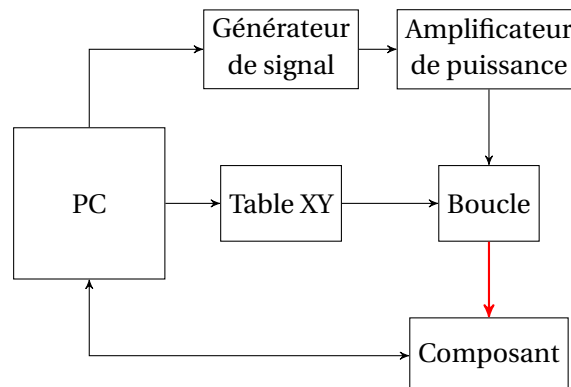 Générateur
de signal
Amplificateur
de puissance
PC
Table XY
Boucle
Composant